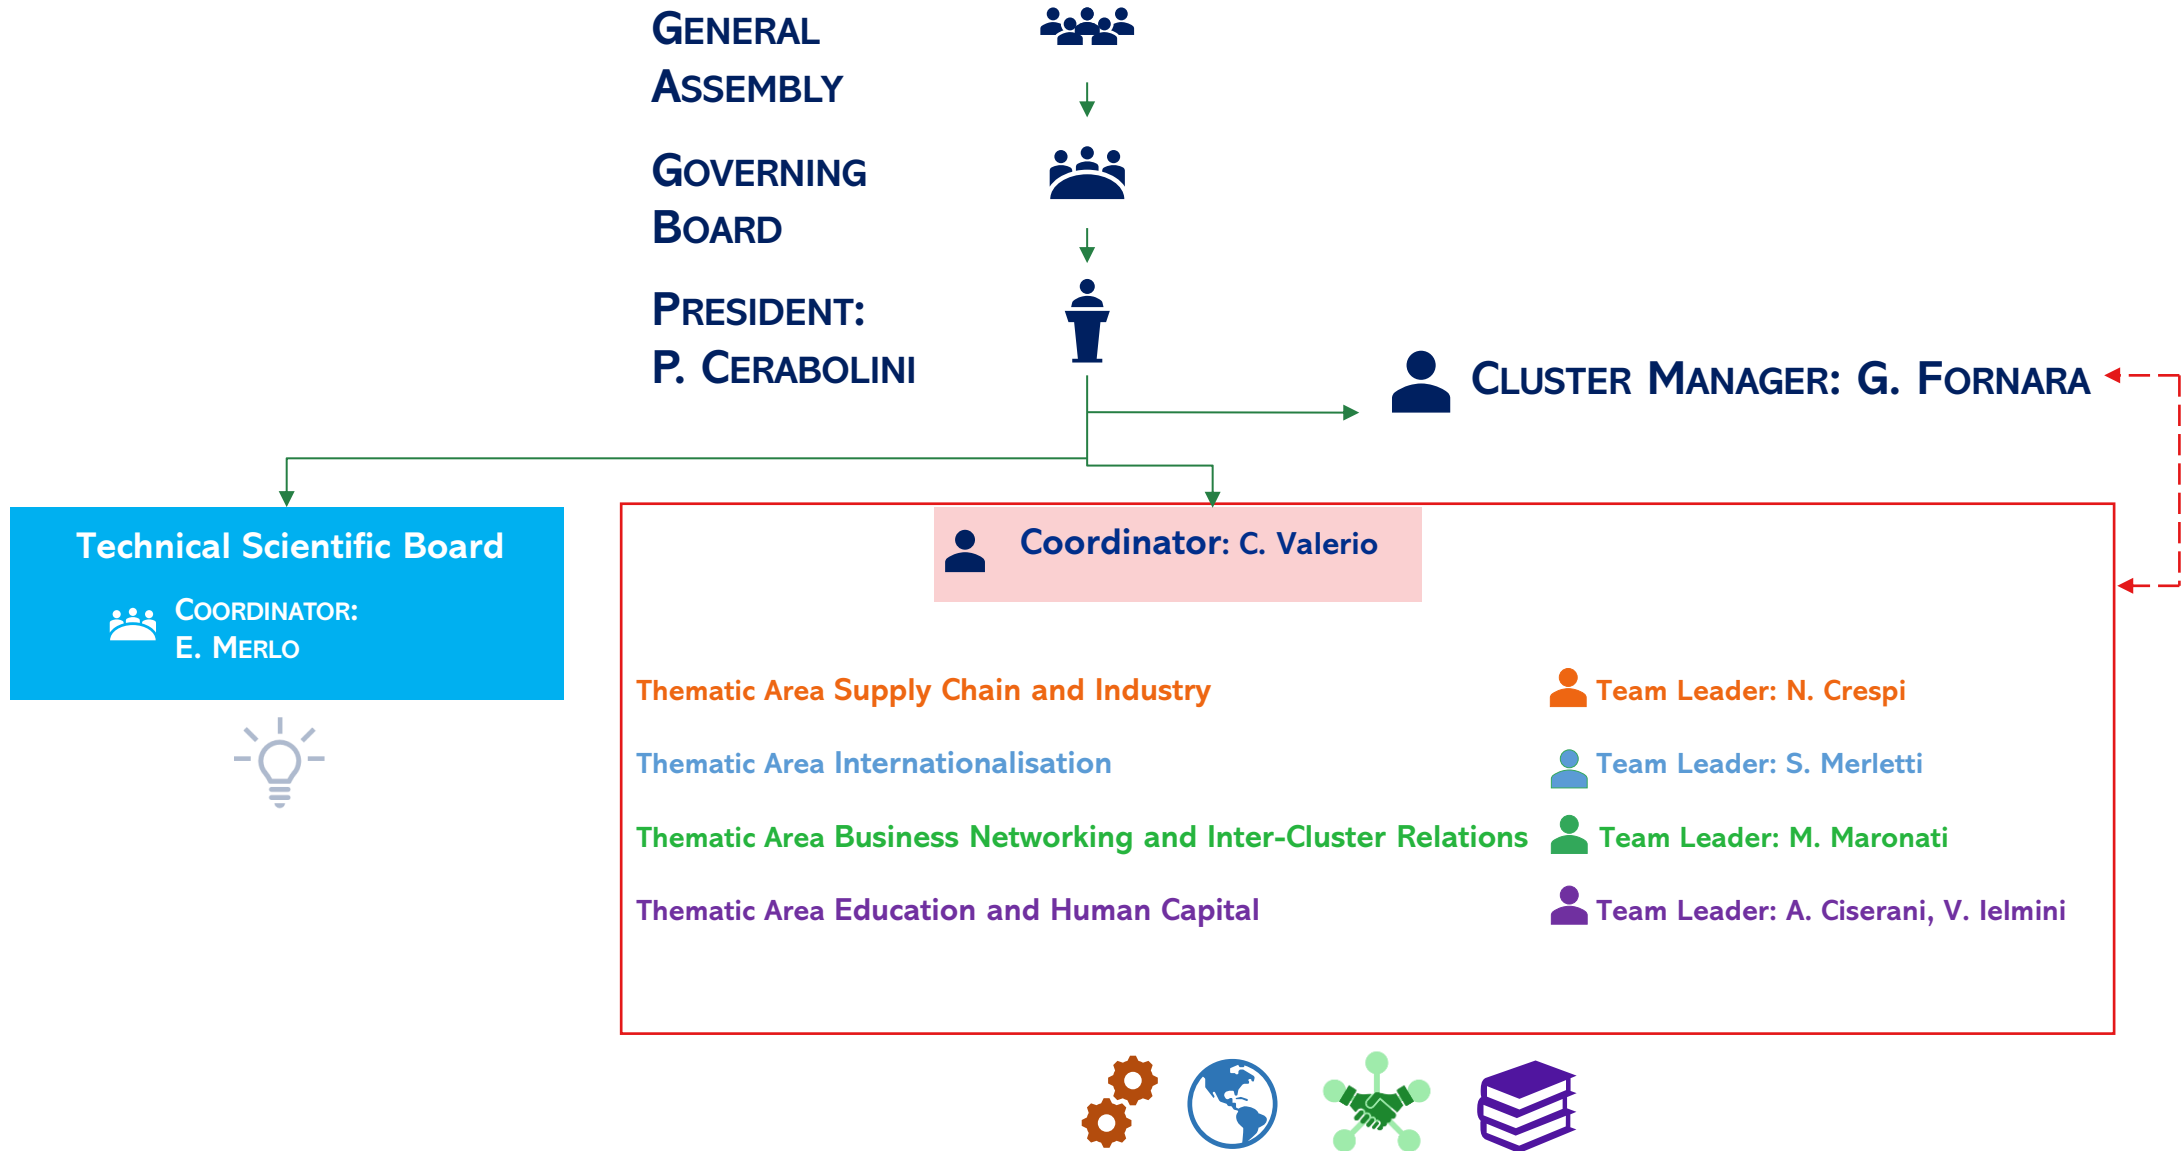 GENERAL
ASSEMBLY
GOVERNING
BOARD
PRESIDENT:
P. CERABOLINI
CLUSTER MANAGER: G. FORNARA
Technical Scientific Board
COORDINATOR:
E. MERLO
Coordinator: C. Valerio
Thematic Area Supply Chain and Industry
Team Leader: N. Crespi
Thematic Area Internationalisation
Team Leader: S. Merletti
Thematic Area Business Networking and Inter-Cluster Relations
Team Leader: M. Maronati
Thematic Area Education and Human Capital
Team Leader: A. Ciserani, V. Ielmini